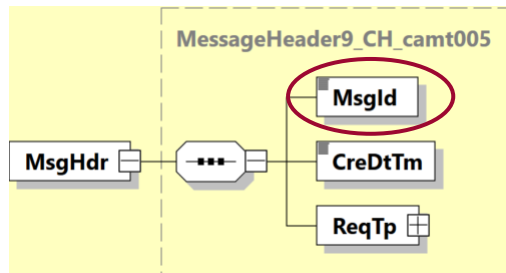 MessageHeader9_CH_camt005
MsgId
MsgHdr
CreDtTm
ReqTp